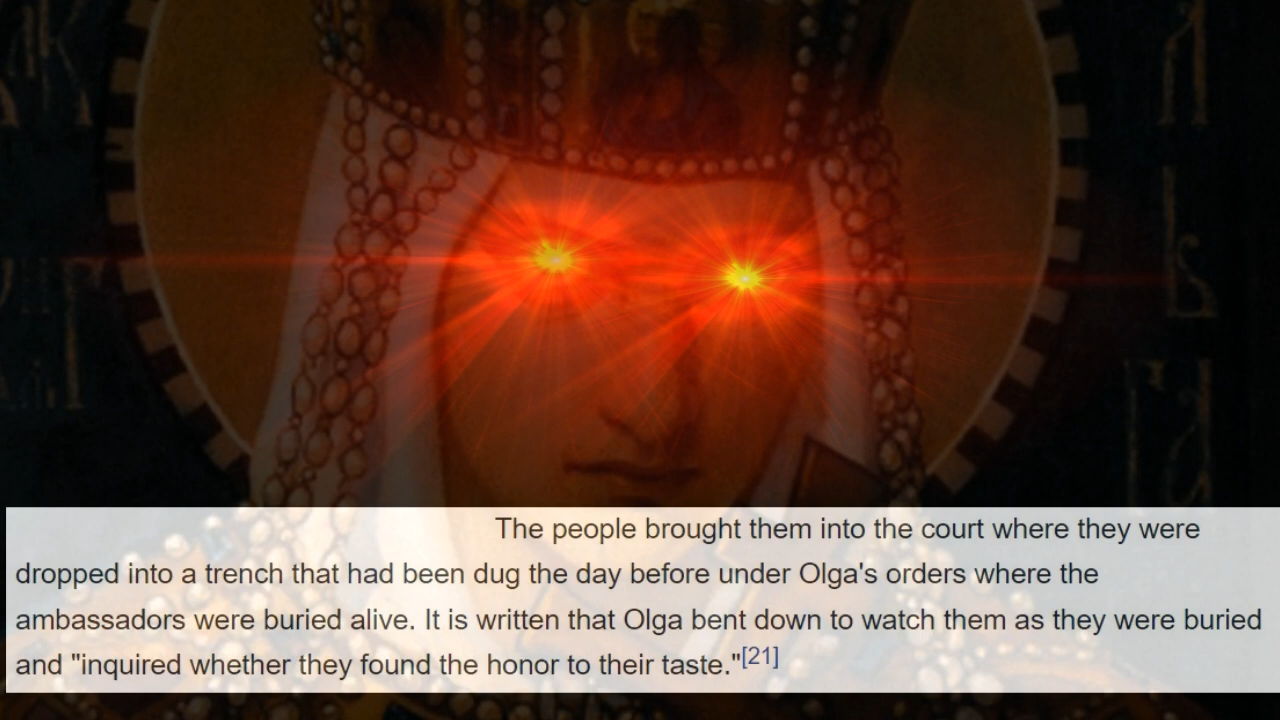 The people brought them into the court where they were
dropped into a trench that had been dug the day before under Olga's orders where the
ambassadors were buried alive. It is written that Olga bent down to watch them as they were buried
and "inquired whether they found the honor to their taste."[21]